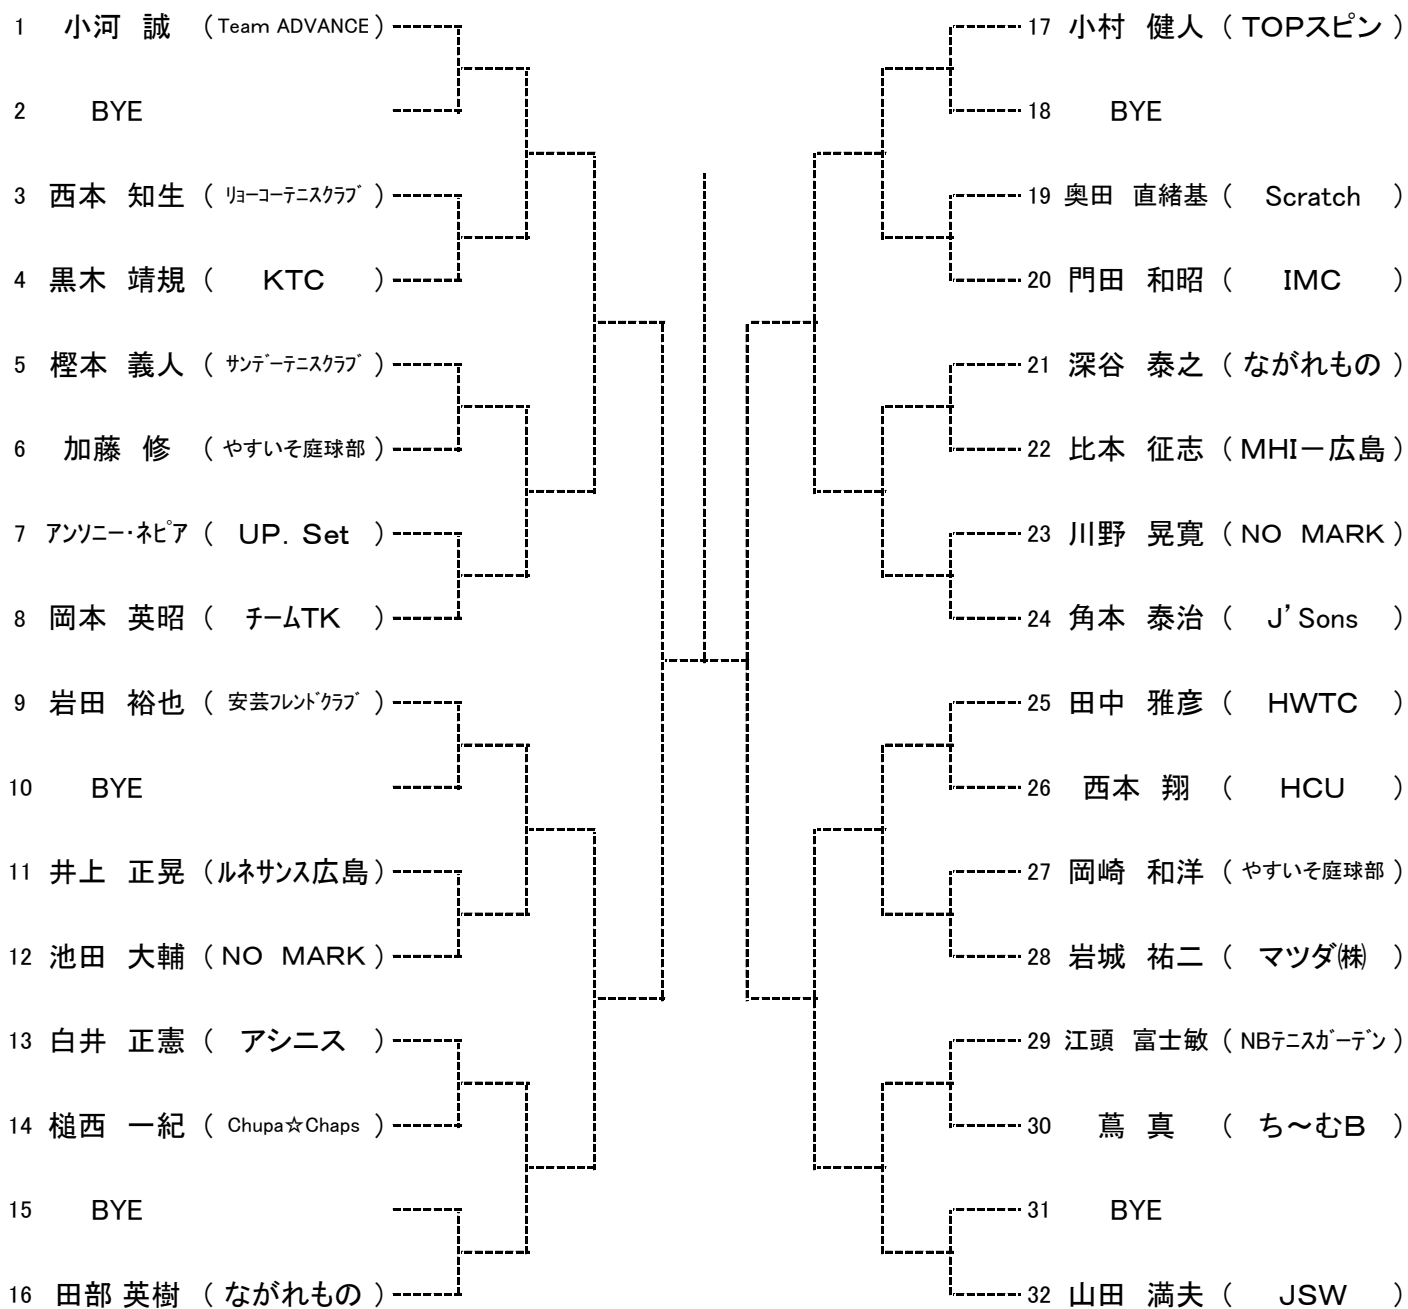 1 小河 誠 （Team ADVANCE）
2 BYE
3 西本 知生 （ ﾘｮｰｺｰﾃﾆｽｸﾗﾌﾞ ）
4 黒木 靖規 （ KTC ）
5 樫本 義人 （ ｻﾝﾃﾞｰﾃﾆｽｸﾗﾌﾞ ）
6 加藤 修 （ やすいそ庭球部 ）
7 ｱﾝｿﾆｰ・ﾈﾋﾟｱ （ UP．Set ）
8 岡本 英昭 （ ﾁｰﾑTK ）
9 岩田 裕也 （ 安芸ﾌﾚﾝﾄﾞｸﾗﾌﾞ ）
10 BYE
11 井上 正晃 （ルネサンス広島）
12 池田 大輔 （NO MARK）
13 白井 正憲 （ アシニス ）
14 槌西 一紀 （ Chupa☆Chaps ）
15 BYE
16 田部 英樹 （ ながれもの ）
17 小村 健人 （ TOPスピン ）
18 BYE
19 奥田 直緒基 （ Scratch ）
20 門田 和昭 （ IMC ）
21 深谷 泰之 （ ながれもの ）
22 比本 征志 （MHI－広島）
23 川野 晃寛 （NO MARK）
24 角本 泰治 （ J’Sons ）
25 田中 雅彦 （ HWTC ）
26 西本 翔 （ HCU ）
27 岡崎 和洋 （ やすいそ庭球部 ）
28 岩城 祐二 （ マツダ㈱ ）
29 江頭 富士敏 （ NBﾃﾆｽｶﾞｰﾃﾞﾝ ）
30 蔦 真 （ ち～むB ）
31 BYE
32 山田 満夫 （ JSW ）